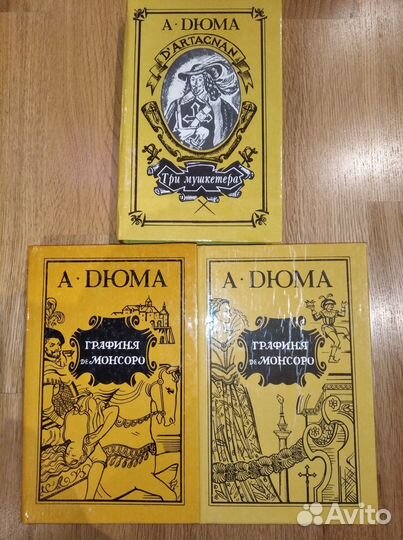 А·ДЮМА
D'ARTAGNAN
Три мушкетера
А·ДЮМА
ГРАФИНЯ
ДЕ МОНСОРО
А·ДЮМА
ГРАФИНЯ
ДЕ МОНСОРО
Avito